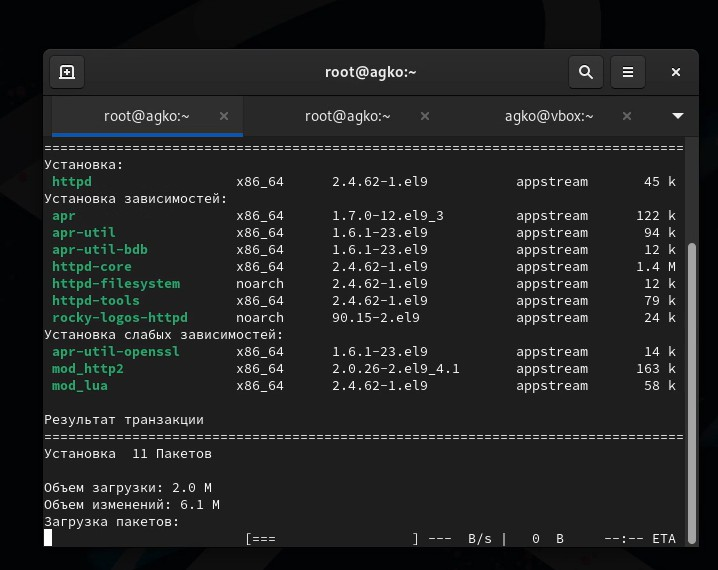 root@agko:~
root@agko:~ × root@agko:~ × agko@vbox:~ ×
================================================================================
Установка:
httpd x86_64 2.4.62-1.el9 appstream 45 k
Установка зависимостей:
apr x86_64 1.7.0-12.el9_3 appstream 122 k
apr-util x86_64 1.6.1-23.el9 appstream 94 k
apr-util-bdb x86_64 1.6.1-23.el9 appstream 12 k
httpd-core x86_64 2.4.62-1.el9 appstream 1.4 M
httpd-filesystem noarch 2.4.62-1.el9 appstream 12 k
httpd-tools x86_64 2.4.62-1.el9 appstream 79 k
rocky-logos-httpd noarch 90.15-2.el9 appstream 24 k
Установка слабых зависимостей:
apr-util-openssl x86_64 1.6.1-23.el9 appstream 14 k
mod_http2 x86_64 2.0.26-2.el9_4.1 appstream 163 k
mod_lua x86_64 2.4.62-1.el9 appstream 58 k
Результат транзакции
================================================================================
Установка 11 Пакетов
Объем загрузки: 2.0 M
Объем изменений: 6.1 M
Загрузка пакетов:
[=== ] --- B/s | 0 B --:-- ETA